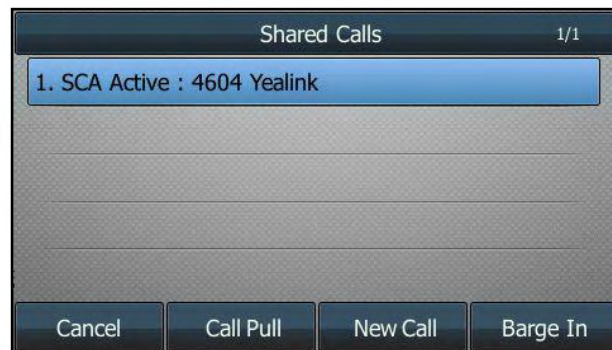 Shared Calls 1/1
1. SCA Active : 4604 Yealink
Cancel Call Pull New Call Barge In